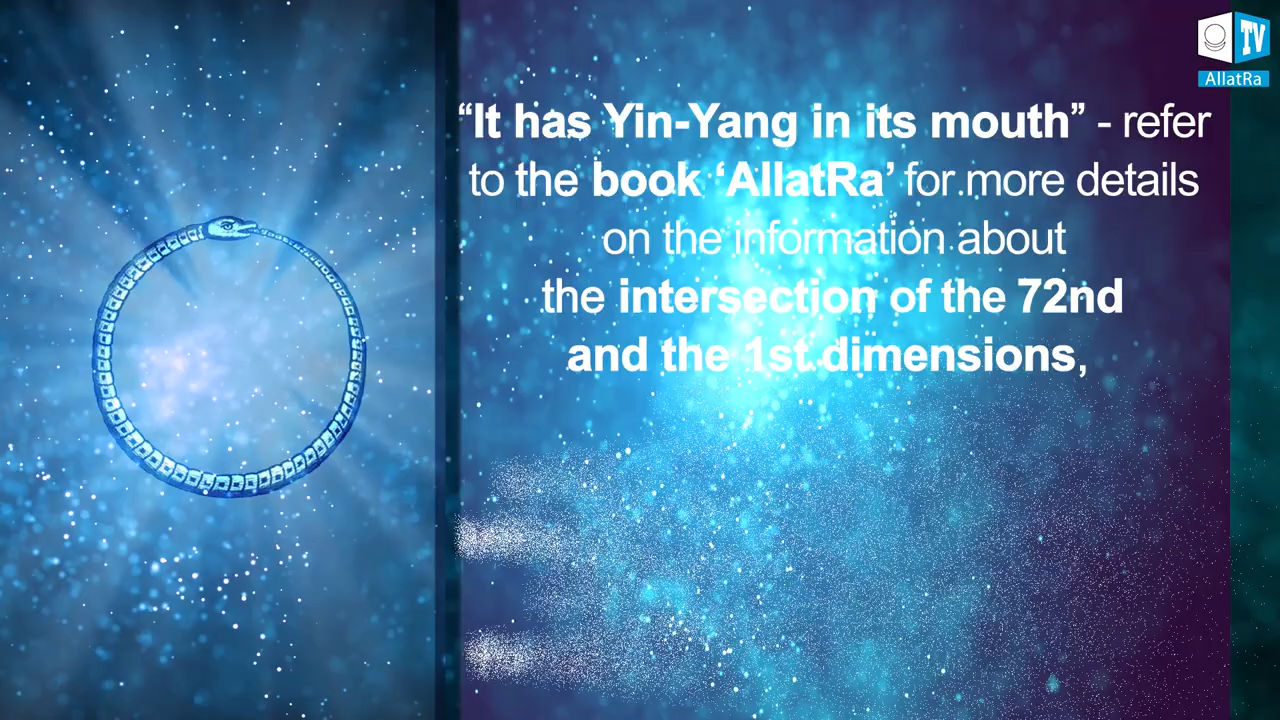 “It has Yin-Yang in its mouth” - refer
to the book ‘AllatRa’ for more details
on the information about
the intersection of the 72nd
and the 1st dimensions,
TV
AllatRa